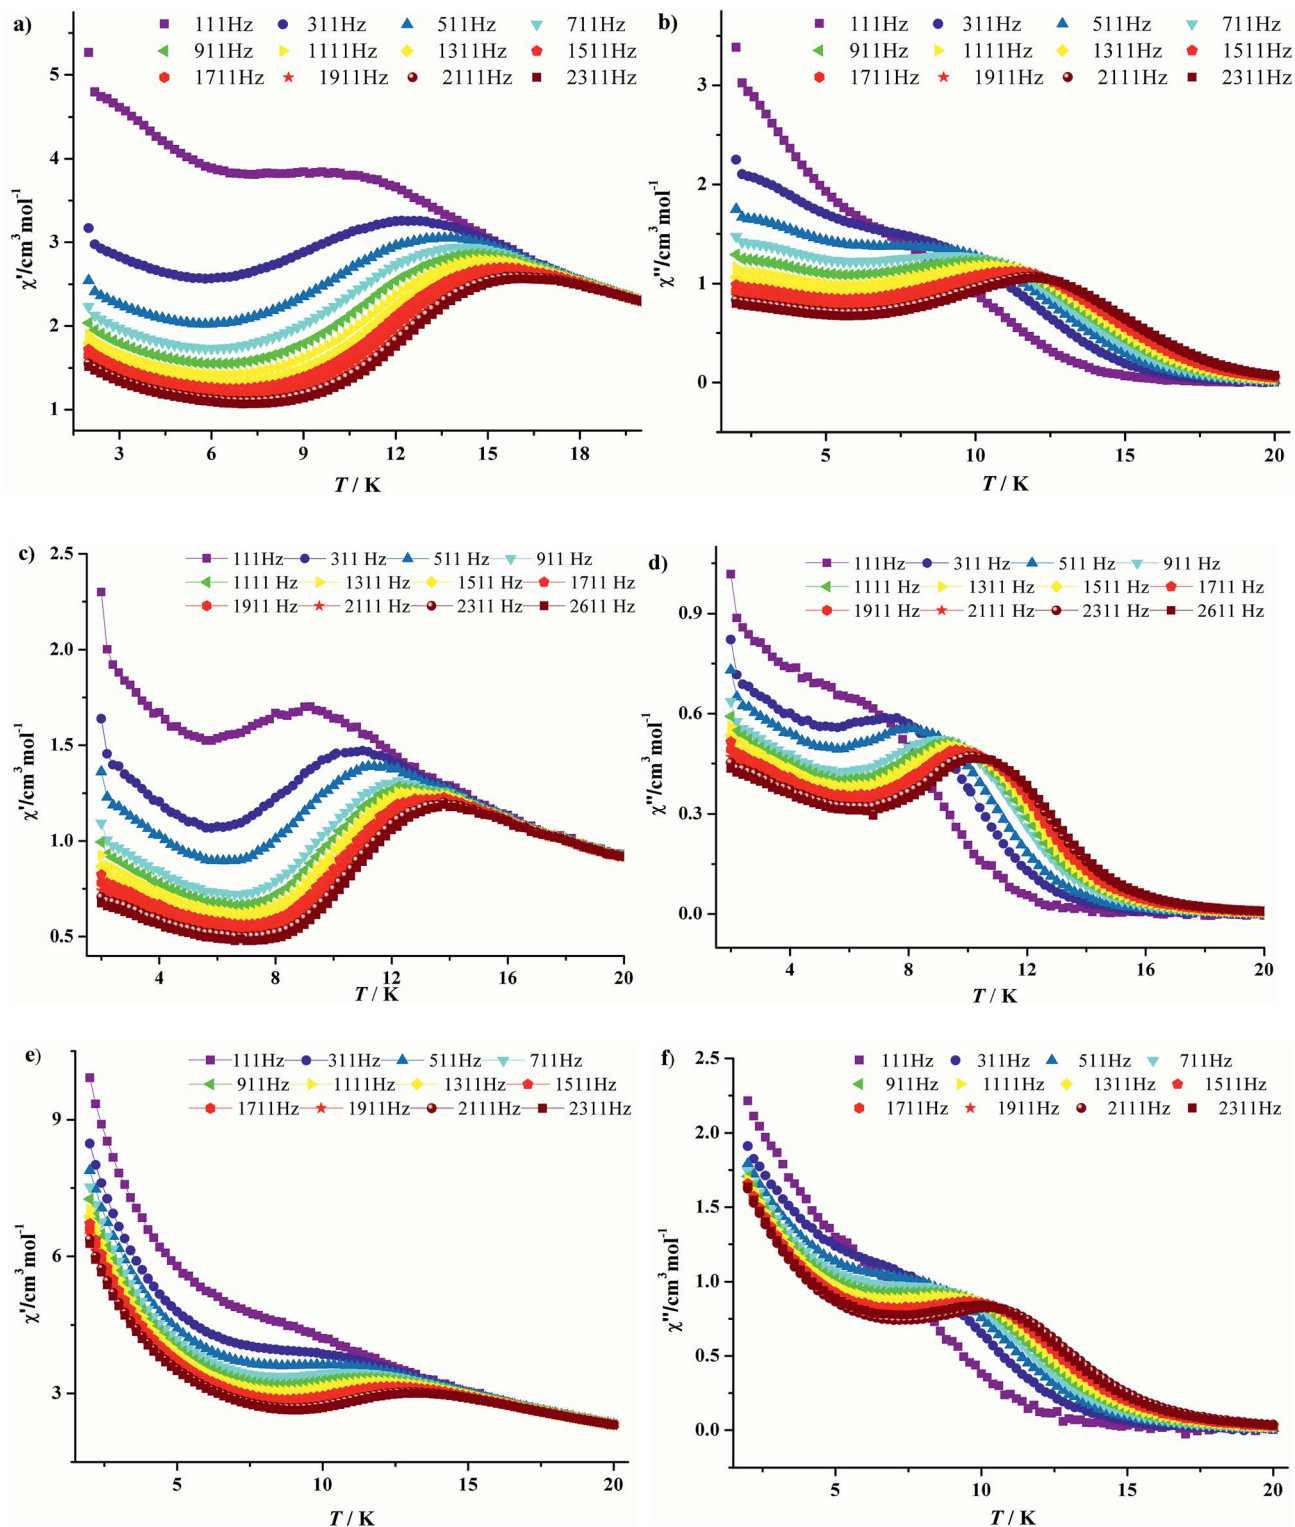 a)
111Hz 311Hz 511Hz 711Hz
911Hz 1111Hz 1311Hz 1511Hz
1711Hz 1911Hz 2111Hz 2311Hz
5
4
3
2
1
χ'/cm³mol⁻¹
3 6 9 12 15 18
T / K
b)
111Hz 311Hz 511Hz 711Hz
911Hz 1111Hz 1311Hz 1511Hz
1711Hz 1911Hz 2111Hz 2311Hz
3
2
1
0
χ''/cm³mol⁻¹
5 10 15 20
T / K
c)
111Hz 311 Hz 511 Hz 911 Hz
1111 Hz 1311 Hz 1511 Hz 1711 Hz
1911 Hz 2111 Hz 2311 Hz 2611 Hz
2.5
2.0
1.5
1.0
0.5
χ'/cm³mol⁻¹
4 8 12 16 20
T / K
d)
111Hz 311 Hz 511 Hz 911 Hz
1111 Hz 1311 Hz 1511 Hz 1711 Hz
1911 Hz 2111 Hz 2311 Hz 2611 Hz
0.9
0.6
0.3
0.0
χ''/cm³mol⁻¹
4 8 12 16 20
T / K
e)
111Hz 311Hz 511Hz 711Hz
911Hz 1111Hz 1311Hz 1511Hz
1711Hz 1911Hz 2111Hz 2311Hz
9
6
3
χ'/cm³mol⁻¹
5 10 15 20
T / K
f)
111Hz 311Hz 511Hz 711Hz
911Hz 1111Hz 1311Hz 1511Hz
1711Hz 1911Hz 2111Hz 2311Hz
2.5
2.0
1.5
1.0
0.5
0.0
χ''/cm³mol⁻¹
5 10 15 20
T / K